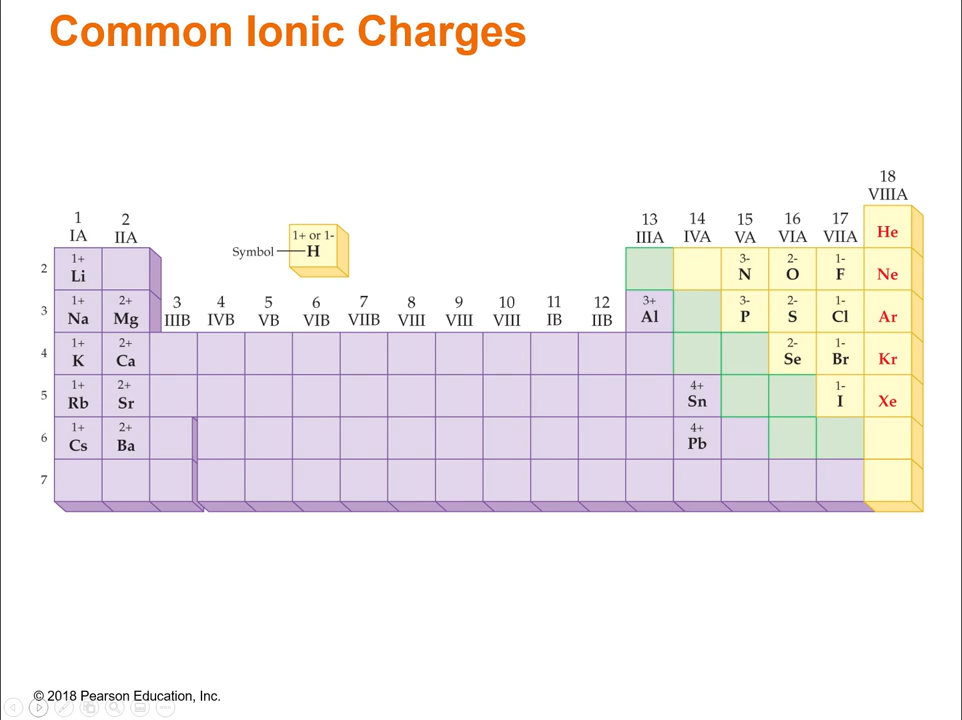 Common Ionic Charges
18
VIIIA
1 2 13 14 15 16 17
IA IIA IIIA IVA VA VIA VIIA He
1+ or 1-
Symbol H
1+ 3- 2- 1-
2 Li N O F Ne
1+ 2+ 3+ 3- 2- 1-
3 Na Mg Al P S Cl Ar
3 4 5 6 7 8 9 10 11 12
IIIB IVB VB VIB VIIB VIII VIII VIII IB IIB
1+ 2+ 2- 1-
4 K Ca Se Br Kr
1+ 2+ 4+ 1-
5 Rb Sr Sn I Xe
1+ 2+ 4+
6 Cs Ba Pb
7
© 2018 Pearson Education, Inc.